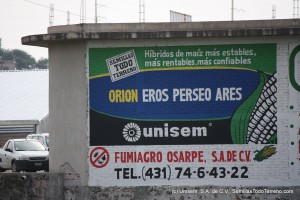 SEMILLAS
TODO
TERRENO
Híbridos de maíz más estables,
más rentables, más confiables
ORION EROS PERSEO ARES
unisem
FUMIAGRO OSARPE, S.A. DE C.V.
TEL. (431) 74-6-43-22
(c) Unisem, S.A. de C.V. SemillasTodoTerreno.com